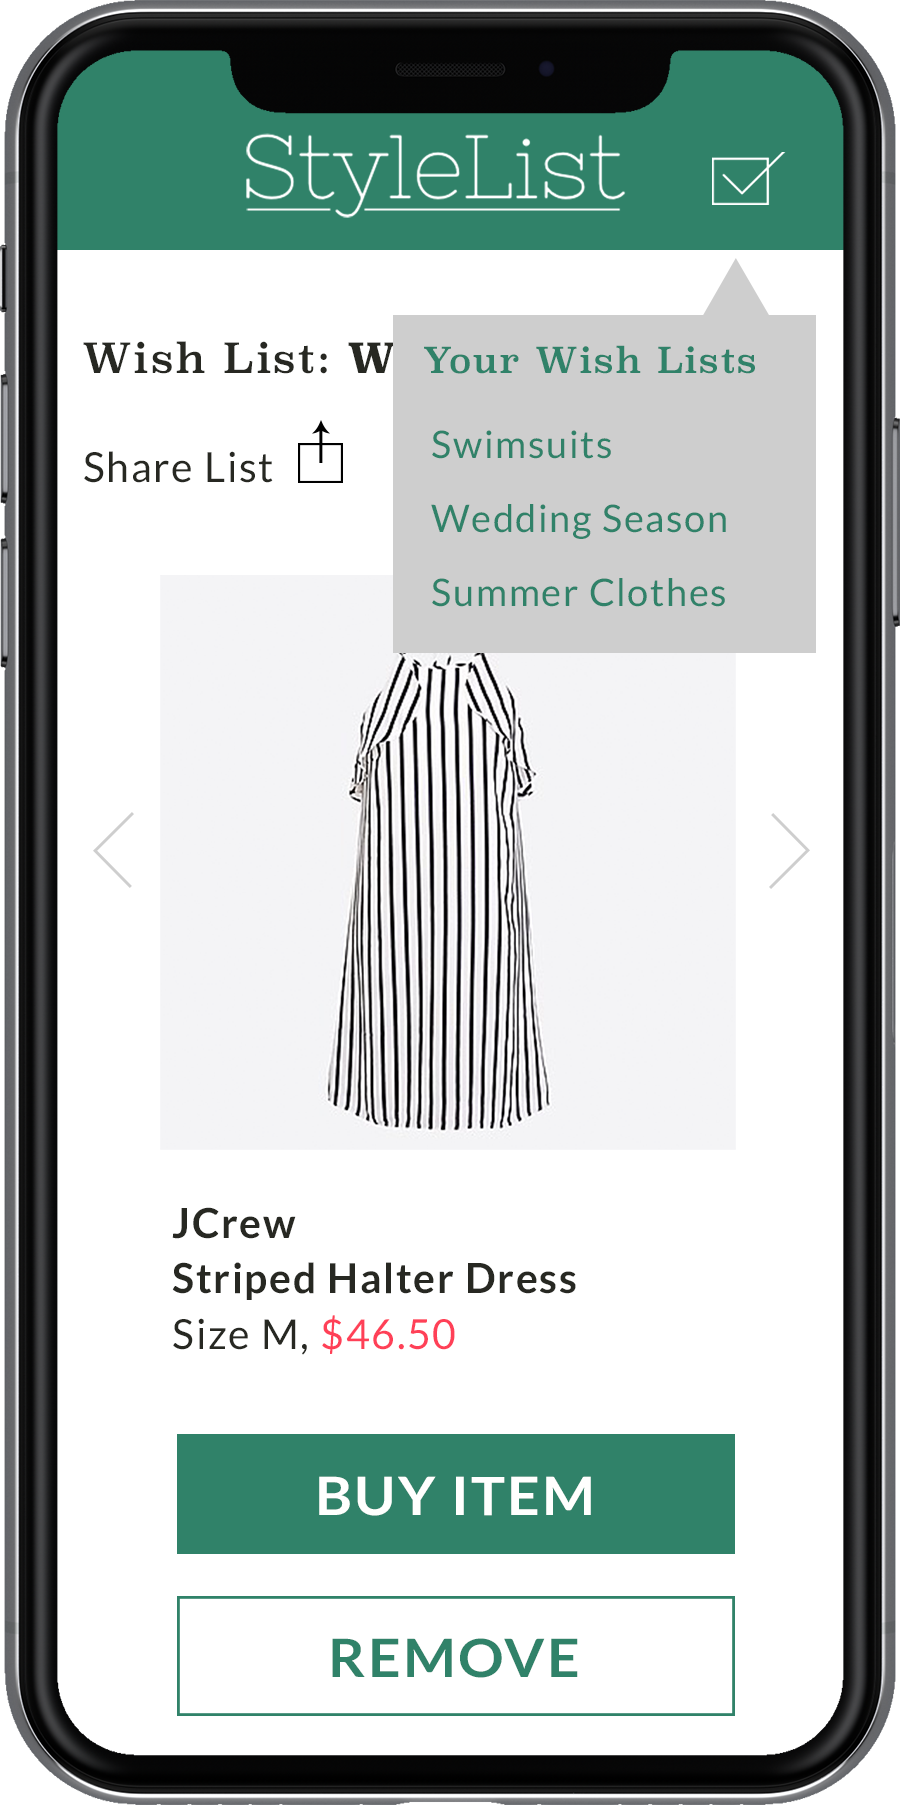 StyleList
Wish List: W
Share List
Your Wish Lists
Swimsuits
Wedding Season
Summer Clothes
JCrew
Striped Halter Dress
Size M, $46.50
BUY ITEM
REMOVE